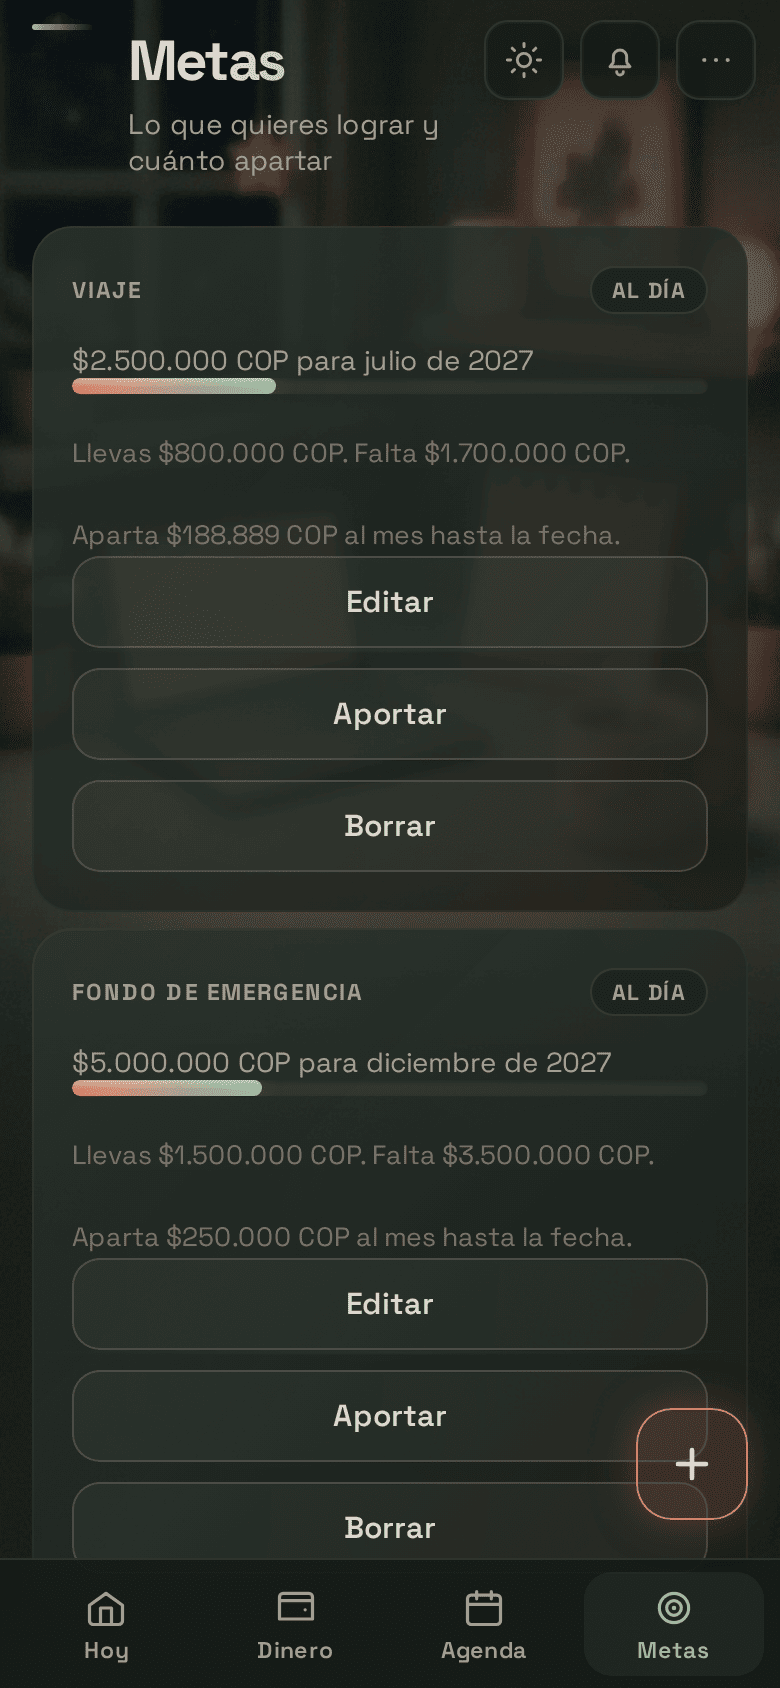 Metas
Lo que quieres lograr y
cuánto apartar
VIAJE
AL DÍA
$2.500.000 COP para julio de 2027
Llevas $800.000 COP. Falta $1.700.000 COP.
Aparta $188.889 COP al mes hasta la fecha.
Editar
Aportar
Borrar
FONDO DE EMERGENCIA
AL DÍA
$5.000.000 COP para diciembre de 2027
Llevas $1.500.000 COP. Falta $3.500.000 COP.
Aparta $250.000 COP al mes hasta la fecha.
Editar
Aportar
Borrar
Hoy
Dinero
Agenda
Metas